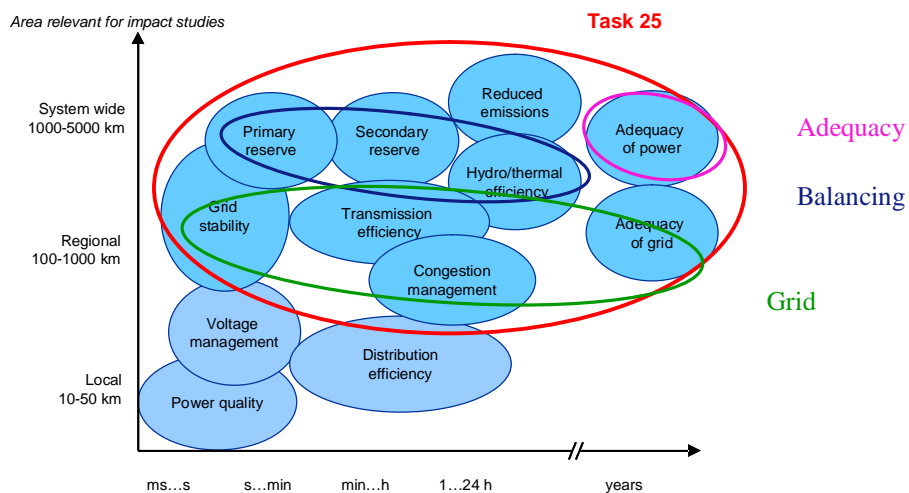 Area relevant for impact studies
Task 25
System wide
1000-5000 km
Primary
reserve
Secondary
reserve
Reduced
emissions
Adequacy
of power
Adequacy
Hydro/thermal
efficiency
Balancing
Grid
stability
Transmission
efficiency
Adequacy
of grid
Regional
100-1000 km
Congestion
management
Grid
Voltage
management
Distribution
efficiency
Local
10-50 km
Power quality
ms…s
s…min
min…h
1…24 h
years